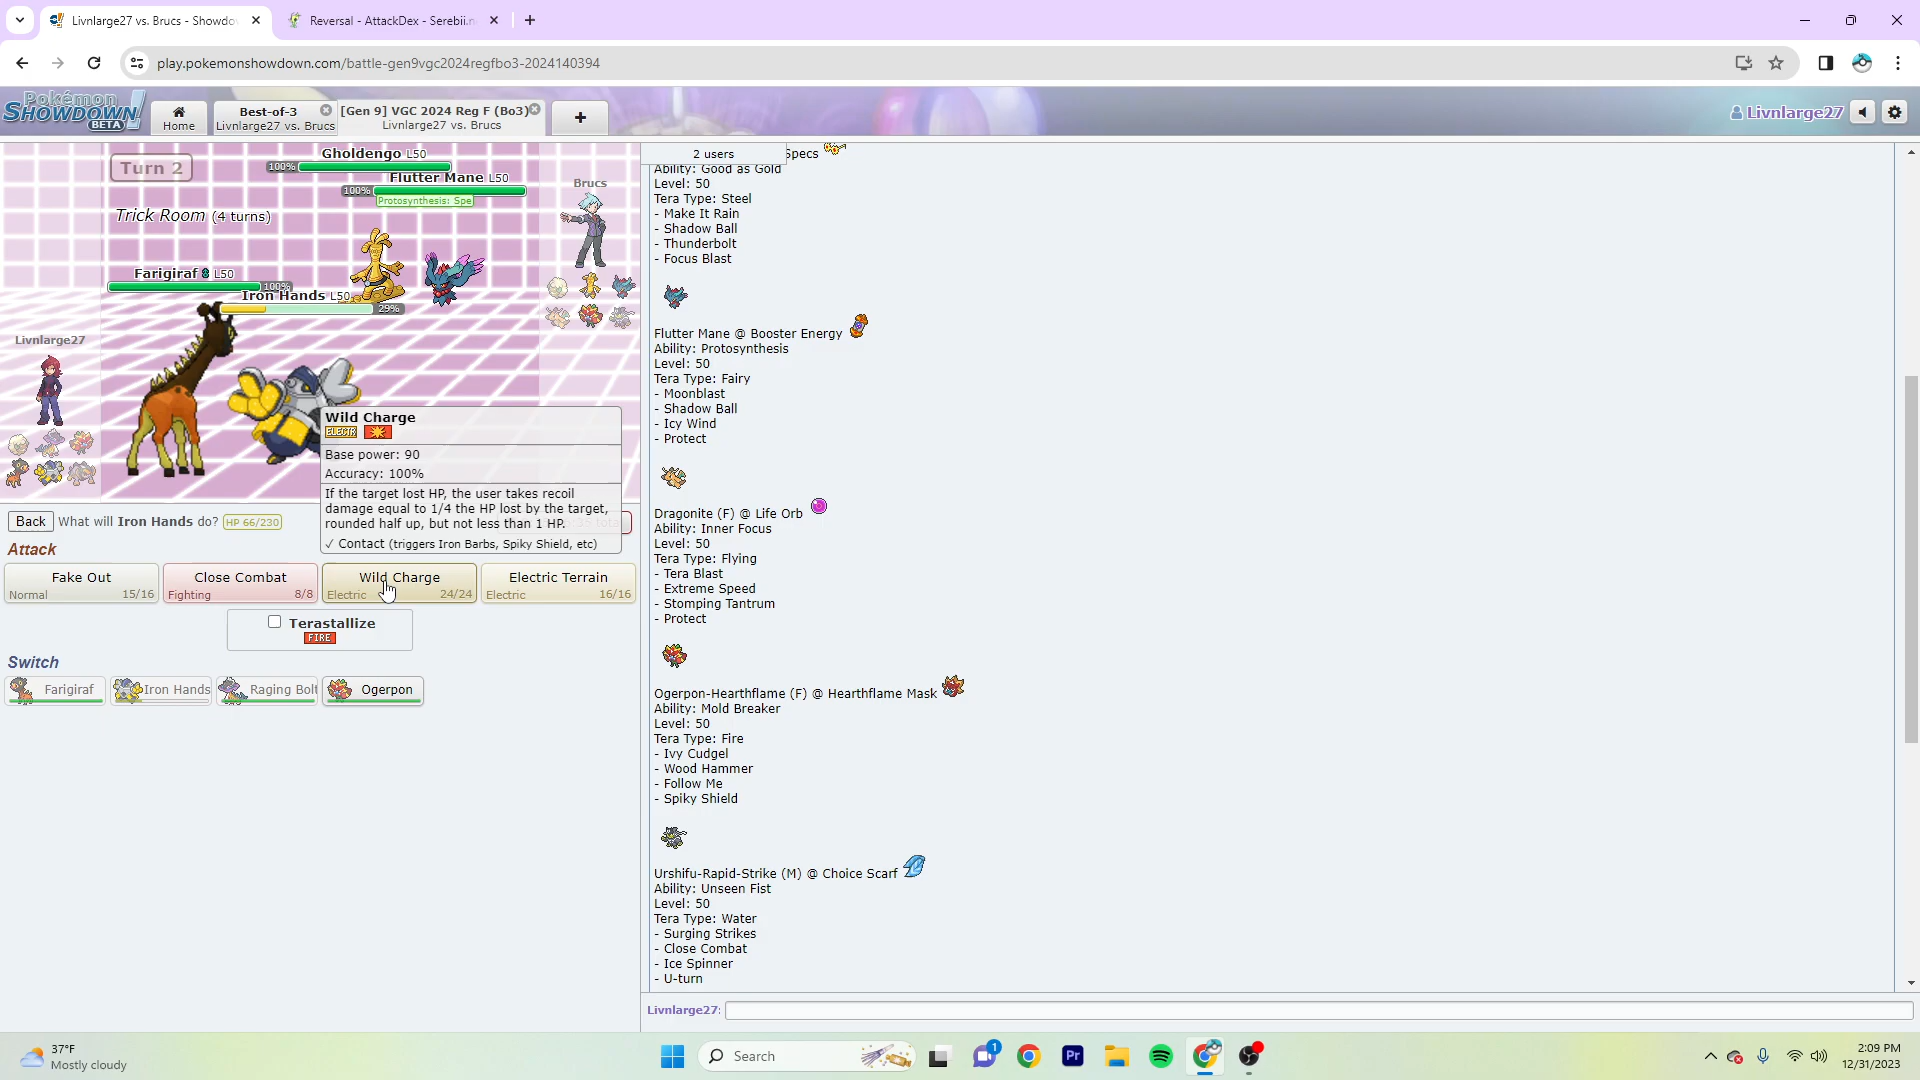 Livnlarge27 vs. Brucs - Showdo
Reversal - AttackDex - Serebii.n
play.pokemonshowdown.com/battle-gen9vgc2024regfbo3-2024140394
Pokémon
SHOWDOWN!
BETA
Home
Best-of-3
Livnlarge27 vs. Brucs
[Gen 9] VGC 2024 Reg F (Bo3)
Livnlarge27 vs. Brucs
Livnlarge27
Turn 2
Gholdengo L50
100%
Flutter Mane L50
100%
Protosynthesis: Spe
Brucs
Trick Room (4 turns)
Farigiraf L50
100%
Iron Hands L50
29%
Livnlarge27
Wild Charge
ELECTR
Base power: 90
Accuracy: 100%
If the target lost HP, the user takes recoil
damage equal to 1/4 the HP lost by the target,
rounded half up, but not less than 1 HP.
✓ Contact (triggers Iron Barbs, Spiky Shield, etc)
Back What will Iron Hands do? HP 66/230
Attack
Fake Out
Normal 15/16
Close Combat
Fighting 8/8
Wild Charge
Electric 24/24
Electric Terrain
Electric 16/16
Terastallize
FIRE
Switch
Farigiraf
Iron Hands
Raging Bolt
Ogerpon
2 users
Specs
Ability: Good as Gold
Level: 50
Tera Type: Steel
- Make It Rain
- Shadow Ball
- Thunderbolt
- Focus Blast
Flutter Mane @ Booster Energy
Ability: Protosynthesis
Level: 50
Tera Type: Fairy
- Moonblast
- Shadow Ball
- Icy Wind
- Protect
Dragonite (F) @ Life Orb
Ability: Inner Focus
Level: 50
Tera Type: Flying
- Tera Blast
- Extreme Speed
- Stomping Tantrum
- Protect
Ogerpon-Hearthflame (F) @ Hearthflame Mask
Ability: Mold Breaker
Level: 50
Tera Type: Fire
- Ivy Cudgel
- Wood Hammer
- Follow Me
- Spiky Shield
Urshifu-Rapid-Strike (M) @ Choice Scarf
Ability: Unseen Fist
Level: 50
Tera Type: Water
- Surging Strikes
- Close Combat
- Ice Spinner
- U-turn
Livnlarge27:
37°F
Mostly cloudy
Search
1
Pr
2:09 PM
12/31/2023